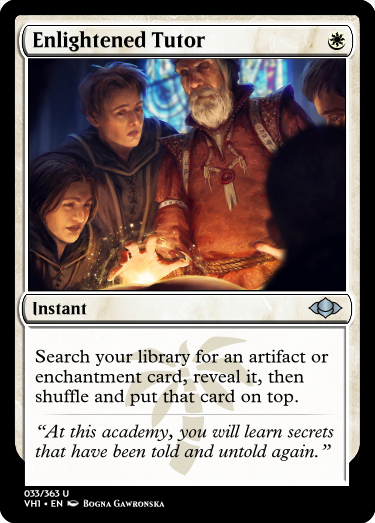 Enlightened Tutor
Instant
Search your library for an artifact or
enchantment card, reveal it, then
shuffle and put that card on top.
“At this academy, you will learn secrets
that have been told and untold again.”
033/363 U
VH1 • EN Bogna Gawronska